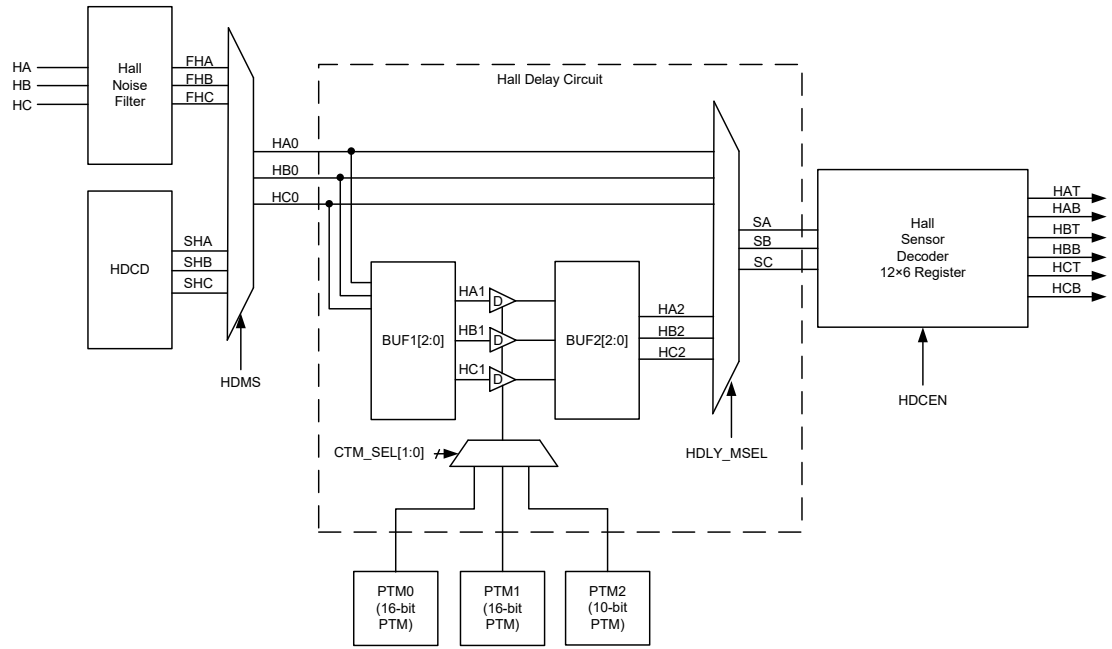 HA
HB
HC
Hall
Noise
Filter
FHA
FHB
FHC
HDCD
SHA
SHB
SHC
HDMS
HA0
HB0
HC0
Hall Delay Circuit
BUF1[2:0]
HA1
HB1
HC1
D
D
D
BUF2[2:0]
HA2
HB2
HC2
CTM_SEL[1:0]
HDLY_MSEL
PTM0
(16-bit
PTM)
PTM1
(16-bit
PTM)
PTM2
(10-bit
PTM)
SA
SB
SC
Hall
Sensor
Decoder
12×6 Register
HDCEN
HAT
HAB
HBT
HBB
HCT
HCB